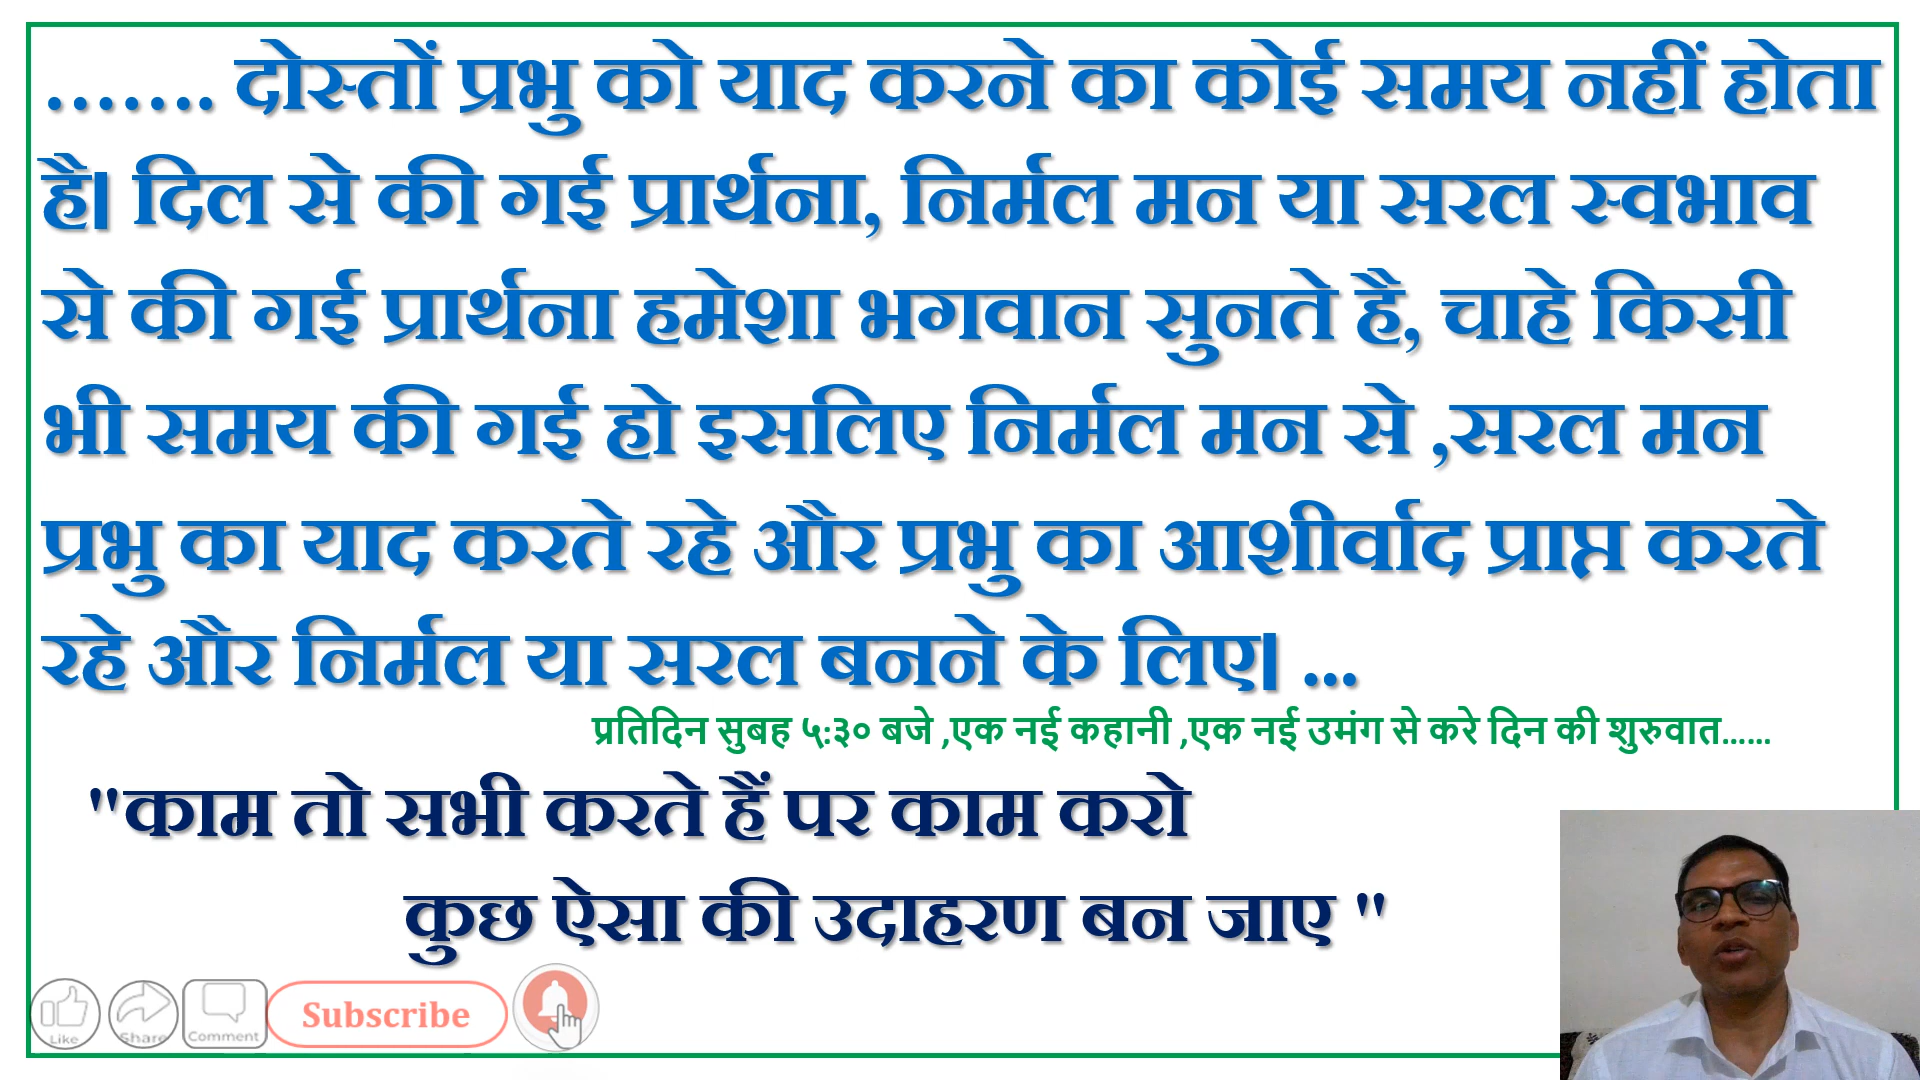 ....... दोस्तों प्रभु को याद करने का कोई समय नहीं होता
है। दिल से की गई प्रार्थना, निर्मल मन या सरल स्वभाव
से की गई प्रार्थना हमेशा भगवान सुनते है, चाहे किसी
भी समय की गई हो इसलिए निर्मल मन से ,सरल मन
प्रभु का याद करते रहे और प्रभु का आशीर्वाद प्राप्त करते
रहे और निर्मल या सरल बनने के लिए। ...
प्रतिदिन सुबह ५:३० बजे ,एक नई कहानी ,एक नई उमंग से करे दिन की शुरुवात......
"काम तो सभी करते हैं पर काम करो
कुछ ऐसा की उदाहरण बन जाए "
Like Share Comment Subscribe